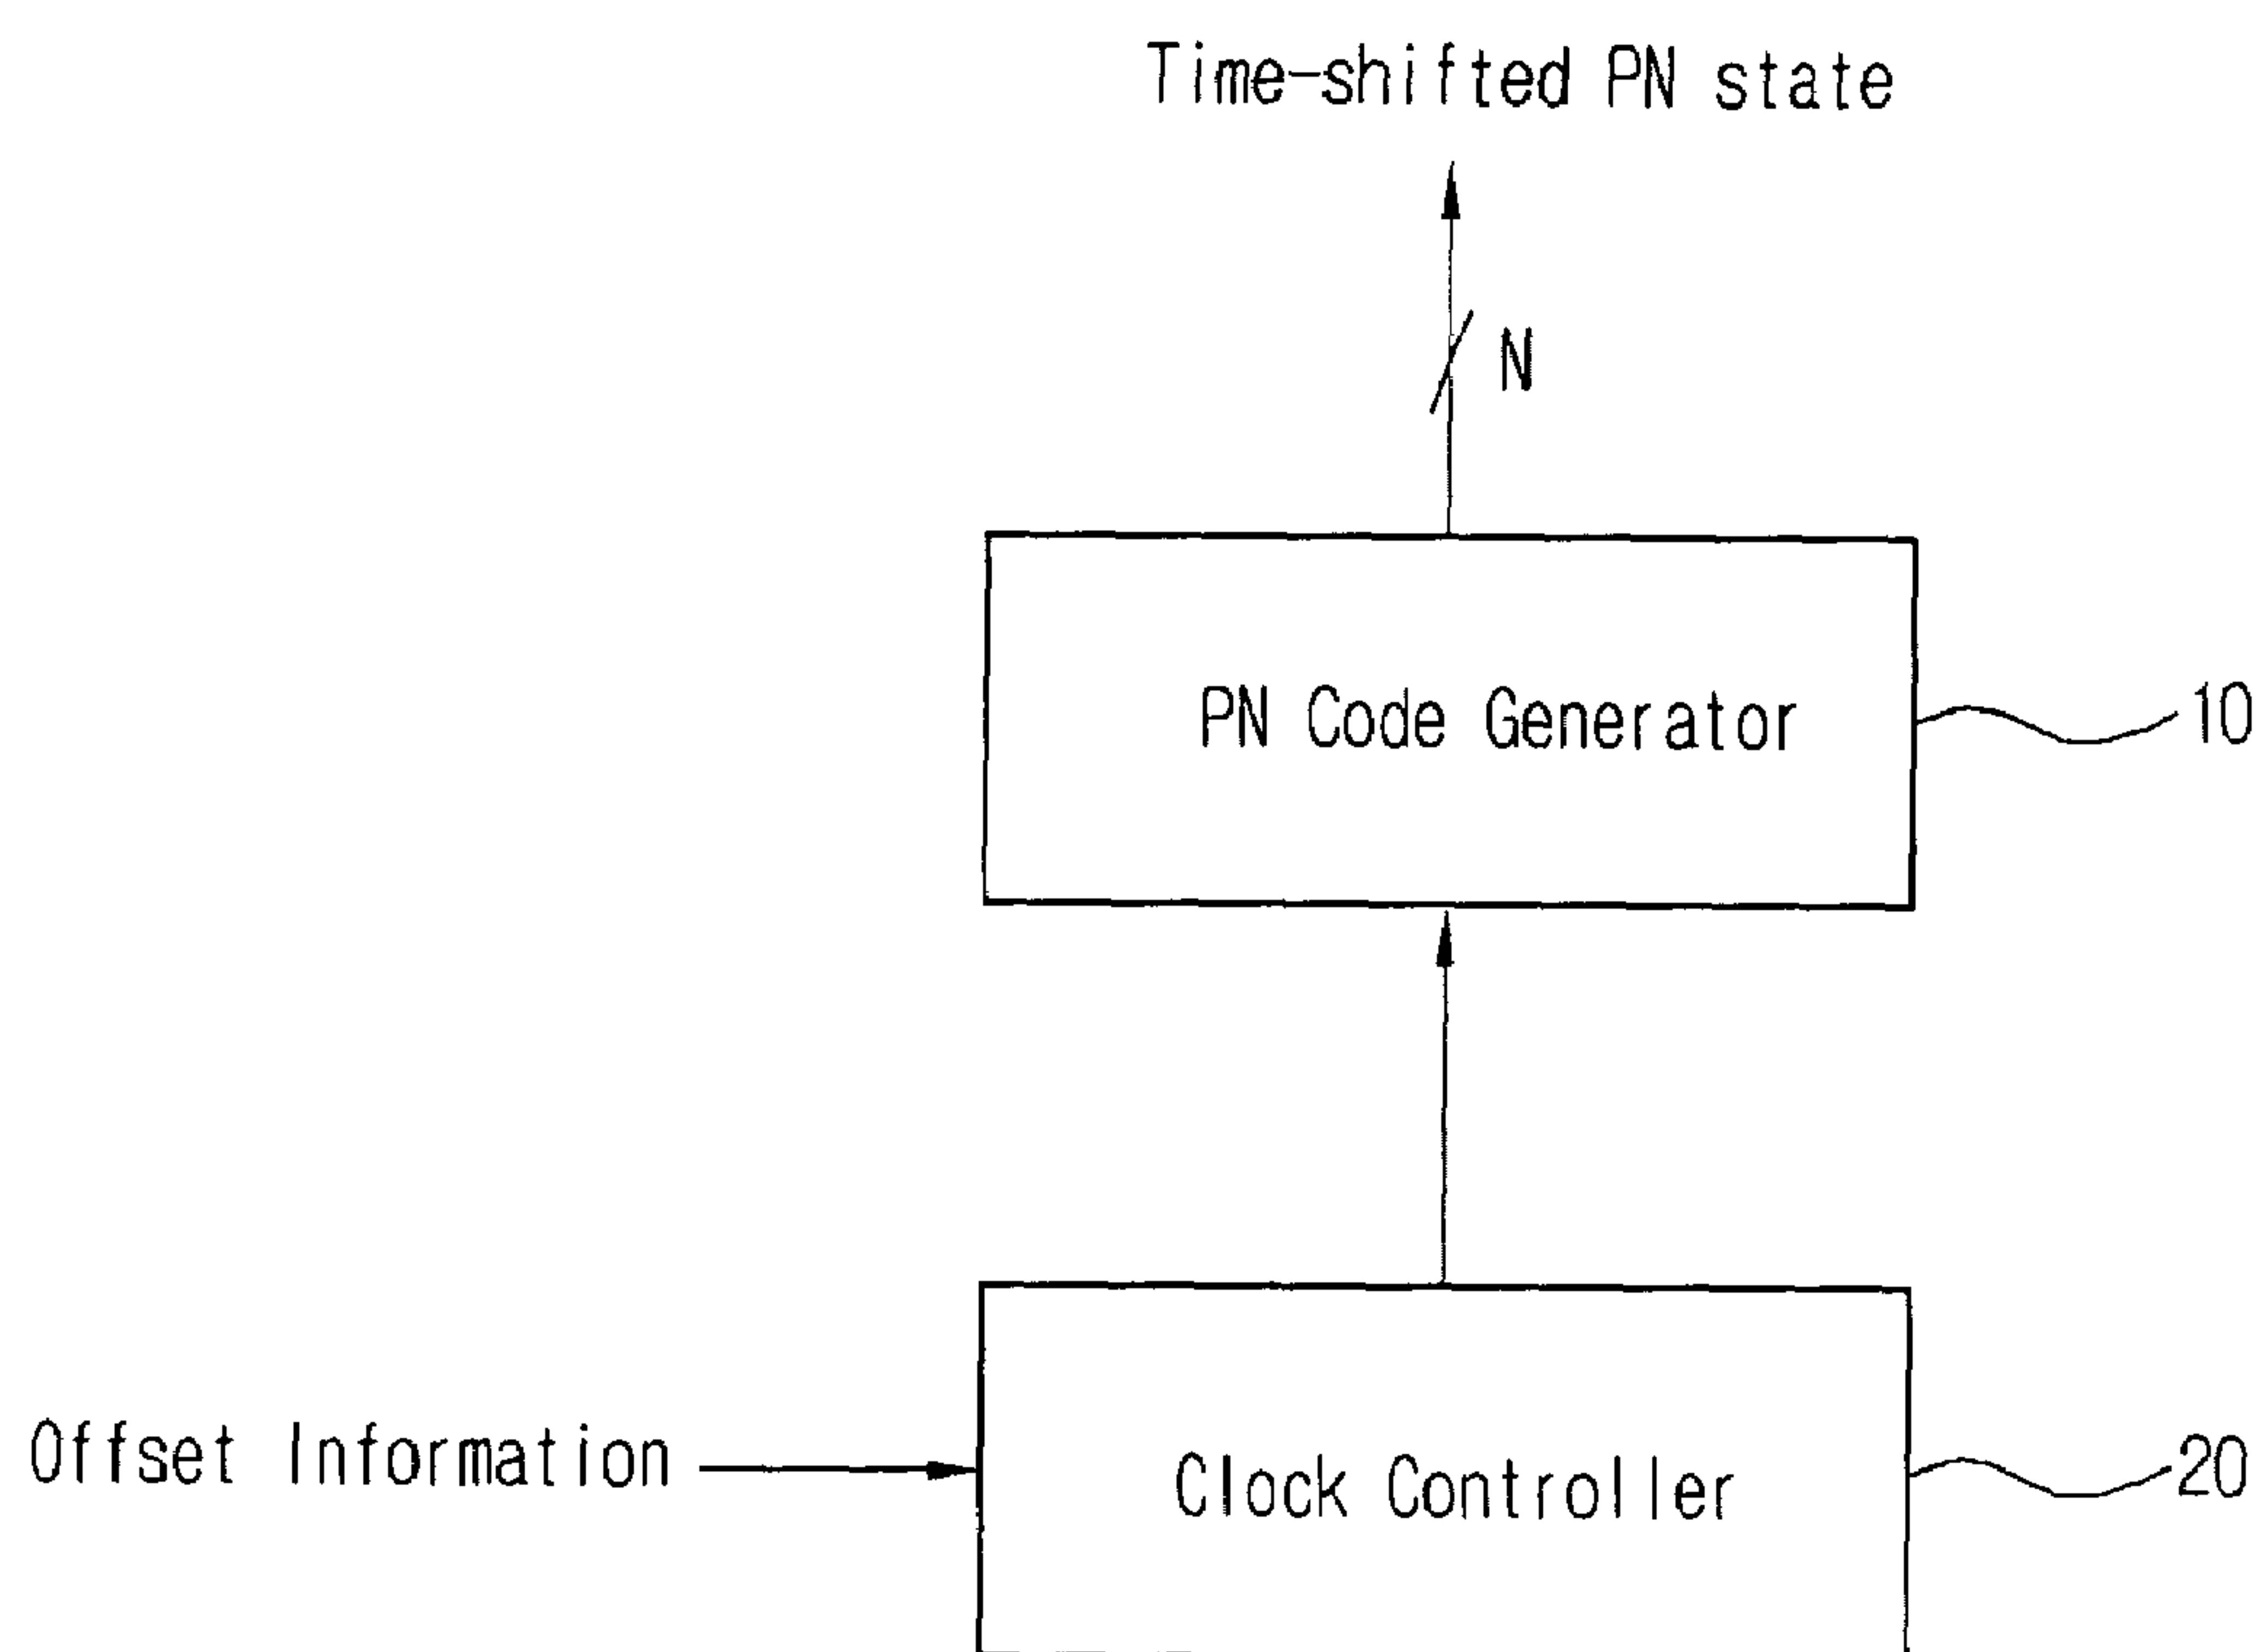 Time-shifted PN state
N
PN Code Generator
10
Offset Information
Clock Controller
20